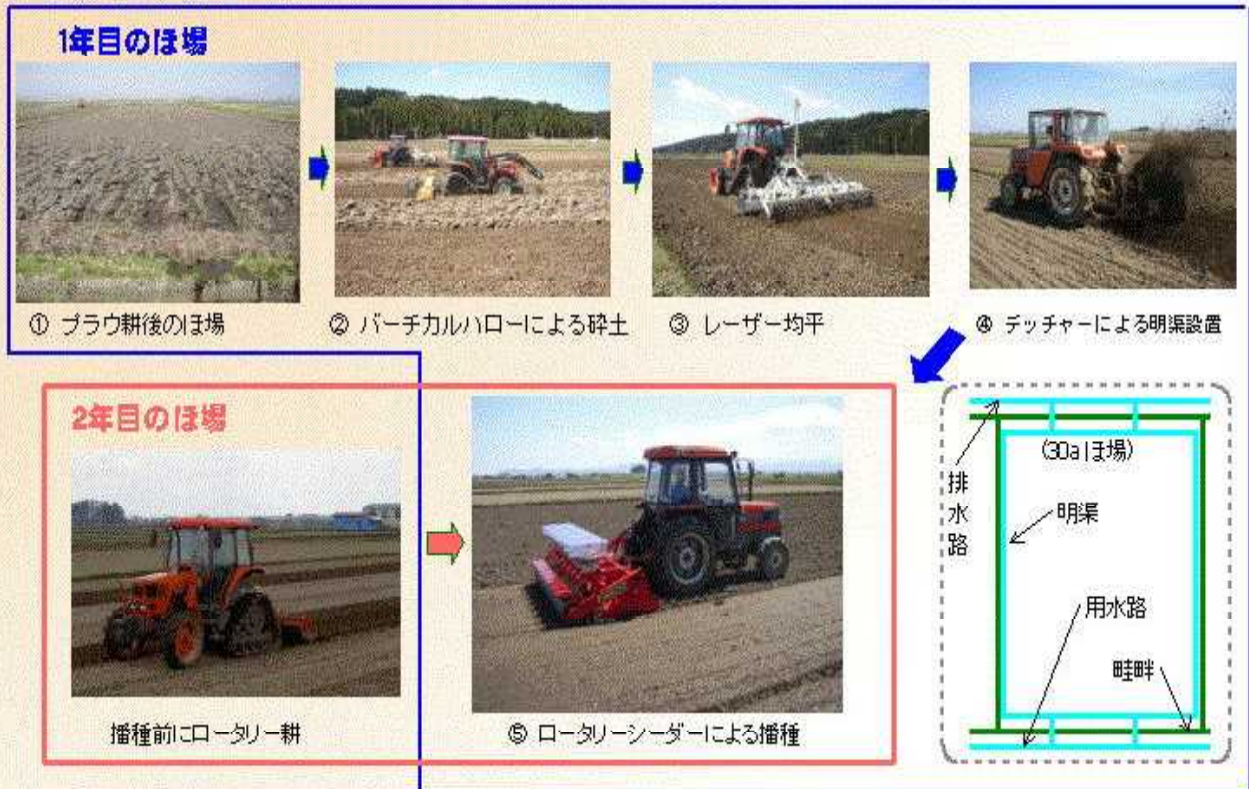 1年目のほ場
① プラウ耕後のほ場
② バーチカルハローによる砕土
③ レーザー均平
④ デッチャーによる明渠設置
2年目のほ場
播種前にロータリー耕
⑤ ロータリーシーダーによる播種
(30aほ場)
排水路
明渠
用水路
畦畔